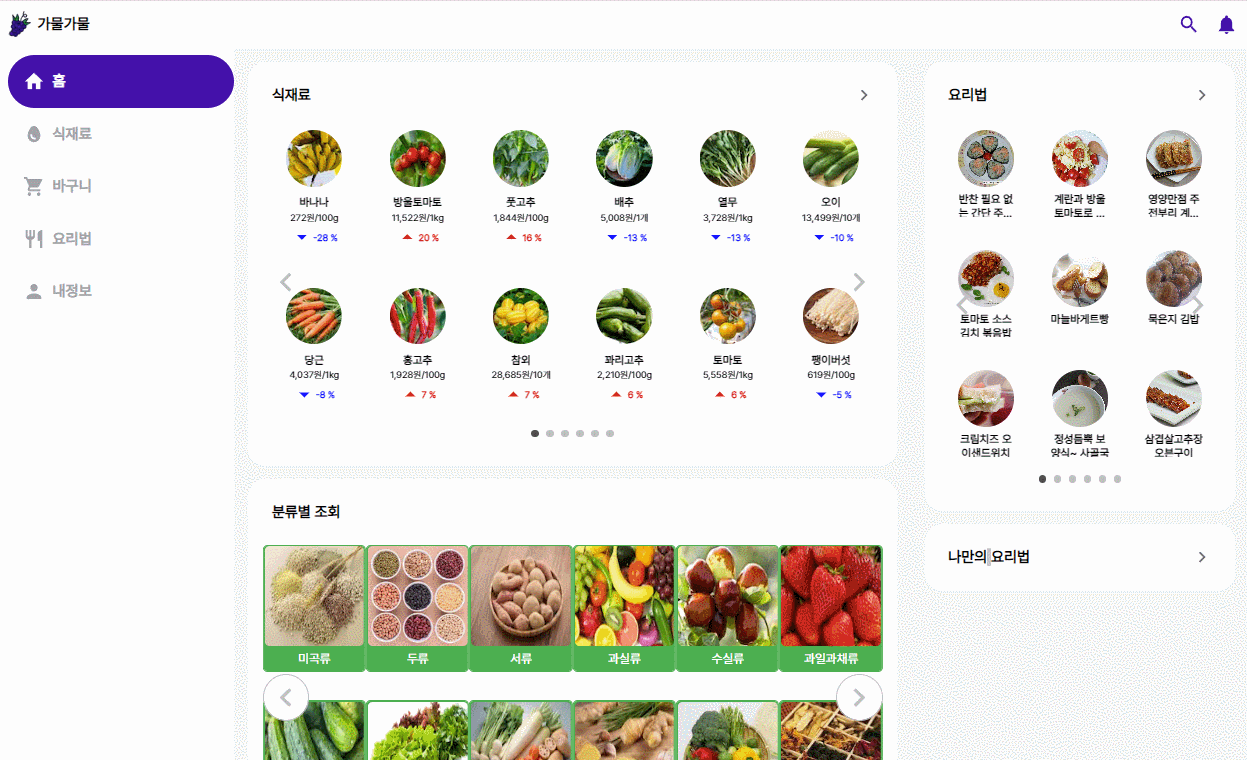 가물가물
홈
식재료
바구니
요리법
내정보
식재료
바나나
272원/100g
-28 %
방울토마토
11,522원/1kg
20 %
풋고추
1,844원/100g
16 %
배추
5,008원/1개
-13 %
열무
3,728원/1kg
-13 %
오이
13,499원/10개
-10 %
당근
4,037원/1kg
-8 %
홍고추
1,928원/100g
7 %
참외
28,685원/10개
7 %
꽈리고추
2,210원/100g
6 %
토마토
5,558원/1kg
6 %
팽이버섯
619원/100g
-5 %
분류별 조회
미곡류
두류
서류
과실류
수실류
과일과채류
요리법
반찬 필요 없
는 간단 주...
계란과 방울
토마토로 ...
영양만점 주
전부리 계...
토마토 소스
김치 볶음밥
마늘바게트빵
묵은지 김밥
크림치즈 오
이샌드위치
정성듬뿍 보
양식~ 사골국
삼겹살고추장
오븐구이
나만의 요리법